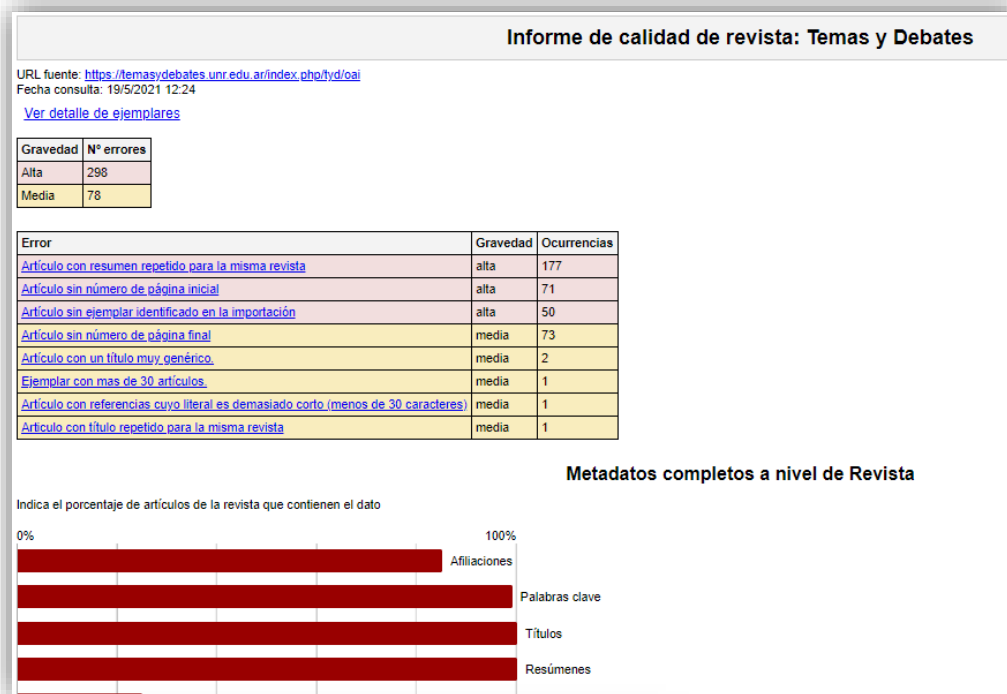 Informe de calidad de revista: Temas y Debates
URL fuente: https://temasydebates.unr.edu.ar/index.php/tyd/oai
Fecha consulta: 19/5/2021 12:24
Ver detalle de ejemplares
Gravedad Nº errores
Alta 298
Media 78
Error Gravedad Ocurrencias
Artículo con resumen repetido para la misma revista alta 177
Artículo sin número de página inicial alta 71
Artículo sin ejemplar identificado en la importación alta 50
Artículo sin número de página final media 73
Artículo con un título muy genérico. media 2
Ejemplar con mas de 30 artículos. media 1
Artículo con referencias cuyo literal es demasiado corto (menos de 30 caracteres) media 1
Articulo con título repetido para la misma revista media 1
Metadatos completos a nivel de Revista
Indica el porcentaje de artículos de la revista que contienen el dato
0% 100%
Afiliaciones
Palabras clave
Títulos
Resúmenes